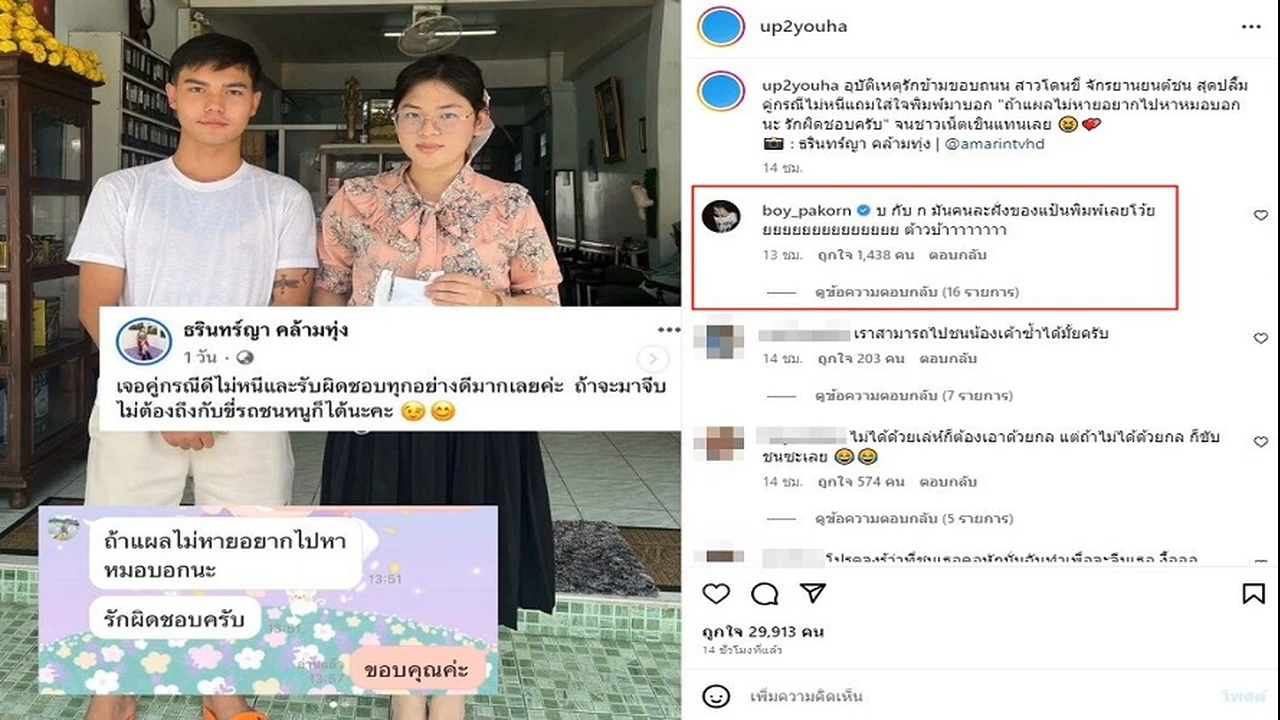 ธรินทร์ญา คล้ามทุ่ง
1 วัน
เจอคู่กรณีดีไม่หนีและรับผิดชอบทุกอย่างดีมากเลยค่ะ ถ้าจะมาจีบ
ไม่ต้องถึงกับขี่รถชนหนูก็ได้นะคะ 😉😊
ถ้าแผลไม่หายอยากไปหา
หมอบอกนะ
13:51
รักผิดชอบครับ
13:51
อ่านแล้ว
13:57
ขอบคุณค่ะ
up2youha
up2youha อุบัติเหตุรักข้ามขอบถนน สาวโดนขี่ จักรยานยนต์ชน สุดปลื้ม
คู่กรณีไม่หนีแถมใส่ใจพิมพ์มาบอก "ถ้าแผลไม่หายอยากไปหาหมอบอก
นะ รักผิดชอบครับ" จนชาวเน็ตเขินแทนเลย 😆💘
📸 : ธรินทร์ญา คล้ามทุ่ง | @amarintvhd
14 ชม.
boy_pakorn บ กับ ก มันคนละฝั่งของแป้นพิมพ์เลยโว้ย
ยยยยยยยยยยยยยยย ต้าวบ้าาาาาาาา
13 ชม. ถูกใจ 1,438 คน ตอบกลับ
ดูข้อความตอบกลับ (16 รายการ)
เราสามารถไปชนน้องเค้าซ้ำได้มั้ยครับ
14 ชม. ถูกใจ 203 คน ตอบกลับ
ดูข้อความตอบกลับ (7 รายการ)
ไม่ได้ด้วยเล่ห์ก็ต้องเอาด้วยกล แต่ถ้าไม่ได้ด้วยกล ก็ขับ
ชนซะเลย 😂😂
14 ชม. ถูกใจ 574 คน ตอบกลับ
ดูข้อความตอบกลับ (5 รายการ)
ถูกใจ 29,913 คน
14 ชั่วโมงที่แล้ว
เพิ่มความคิดเห็น
โพสต์